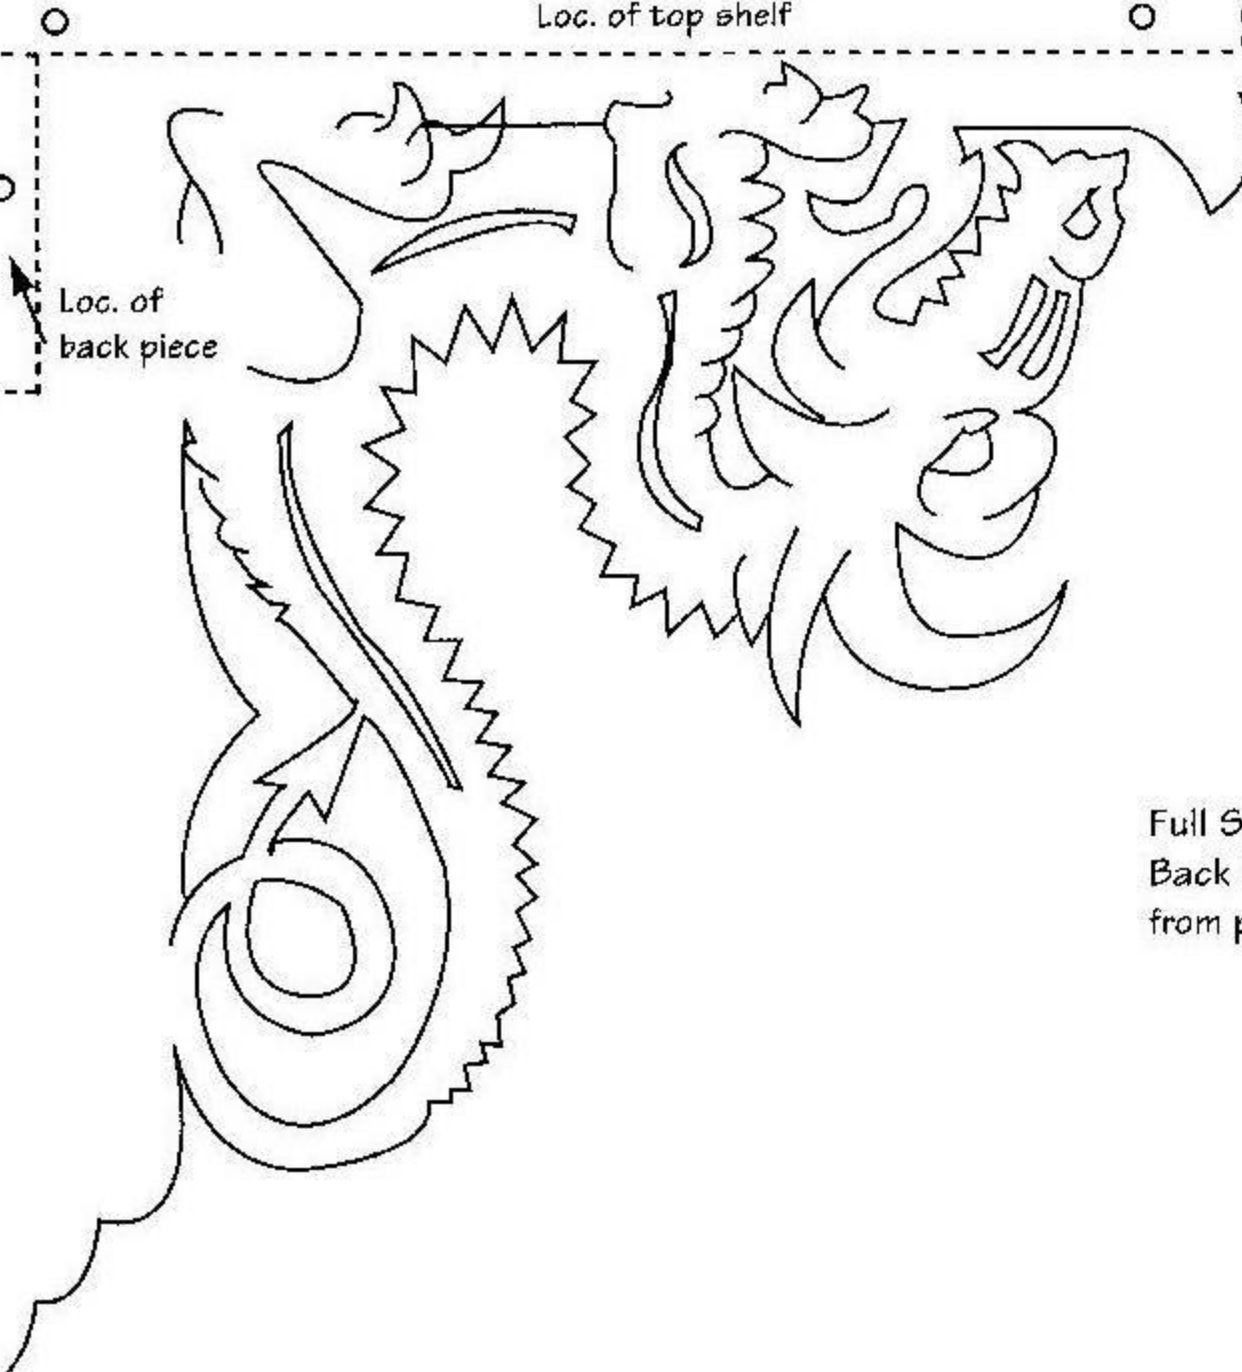 Loc. of top shelf
Loc. of
back piece
Full S
Back
from p